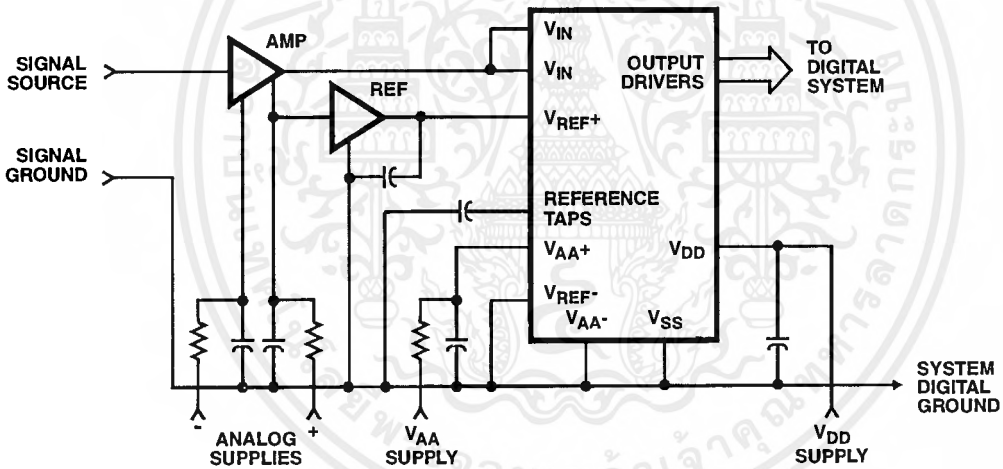 AMP
SIGNAL
SOURCE
REF
SIGNAL
GROUND
VIN
VIN
VREF+
REFERENCE
TAPS
VAA+
VREF-
VAA-
VSS
VDD
OUTPUT
DRIVERS
TO
DIGITAL
SYSTEM
SYSTEM
DIGITAL
GROUND
-
ANALOG
SUPPLIES
+
VAA
SUPPLY
VDD
SUPPLY